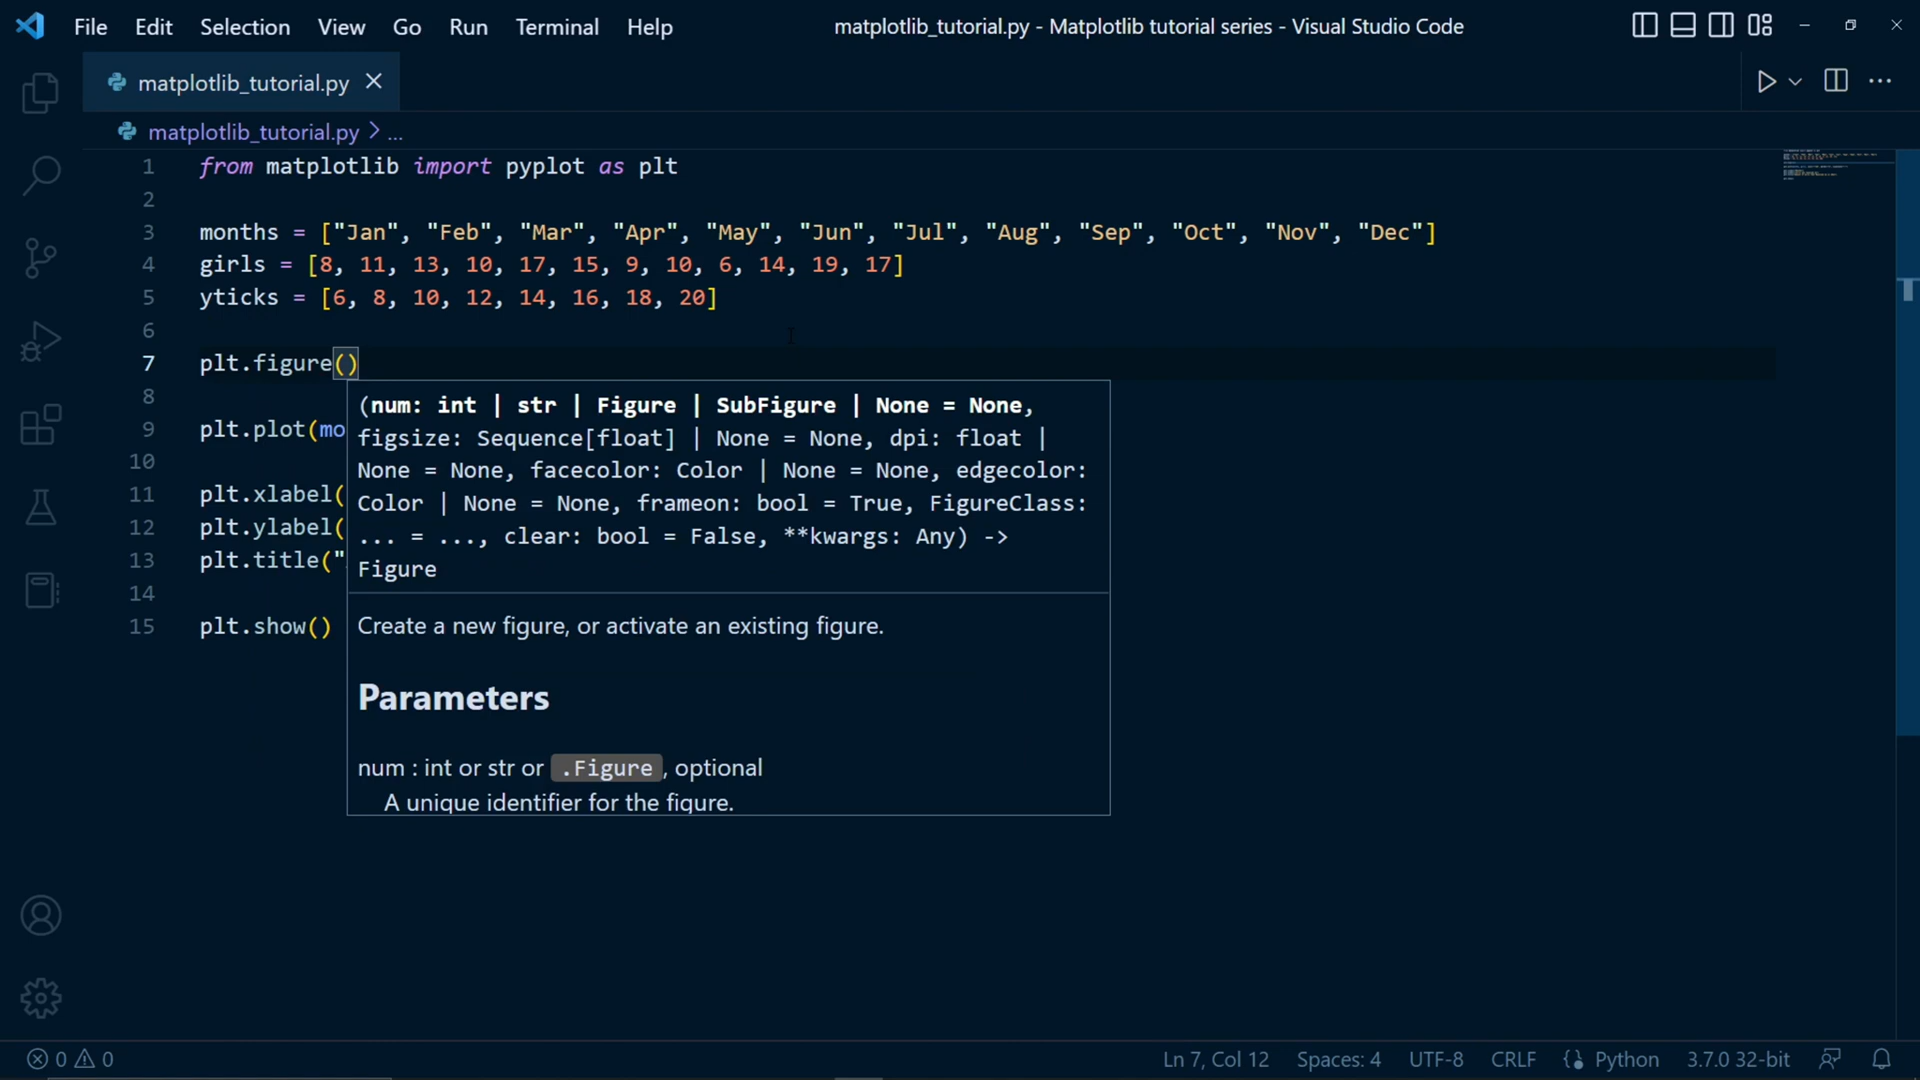 File Edit Selection View Go Run Terminal Help matplotlib_tutorial.py - Matplotlib tutorial series - Visual Studio Code
matplotlib_tutorial.py
matplotlib_tutorial.py > ...
1 from matplotlib import pyplot as plt
2
3 months = ["Jan", "Feb", "Mar", "Apr", "May", "Jun", "Jul", "Aug", "Sep", "Oct", "Nov", "Dec"]
4 girls = [8, 11, 13, 10, 17, 15, 9, 10, 6, 14, 19, 17]
5 yticks = [6, 8, 10, 12, 14, 16, 18, 20]
6
7 plt.figure()
8
9 plt.plot(mo
10
11 plt.xlabel(
12 plt.ylabel(
13 plt.title("
14
15 plt.show()
(num: int | str | Figure | SubFigure | None = None,
figsize: Sequence[float] | None = None, dpi: float |
None = None, facecolor: Color | None = None, edgecolor:
Color | None = None, frameon: bool = True, FigureClass:
... = ..., clear: bool = False, **kwargs: Any) ->
Figure
Create a new figure, or activate an existing figure.
Parameters
num : int or str or .Figure, optional
A unique identifier for the figure.
0 0 Ln 7, Col 12 Spaces: 4 UTF-8 CRLF Python 3.7.0 32-bit